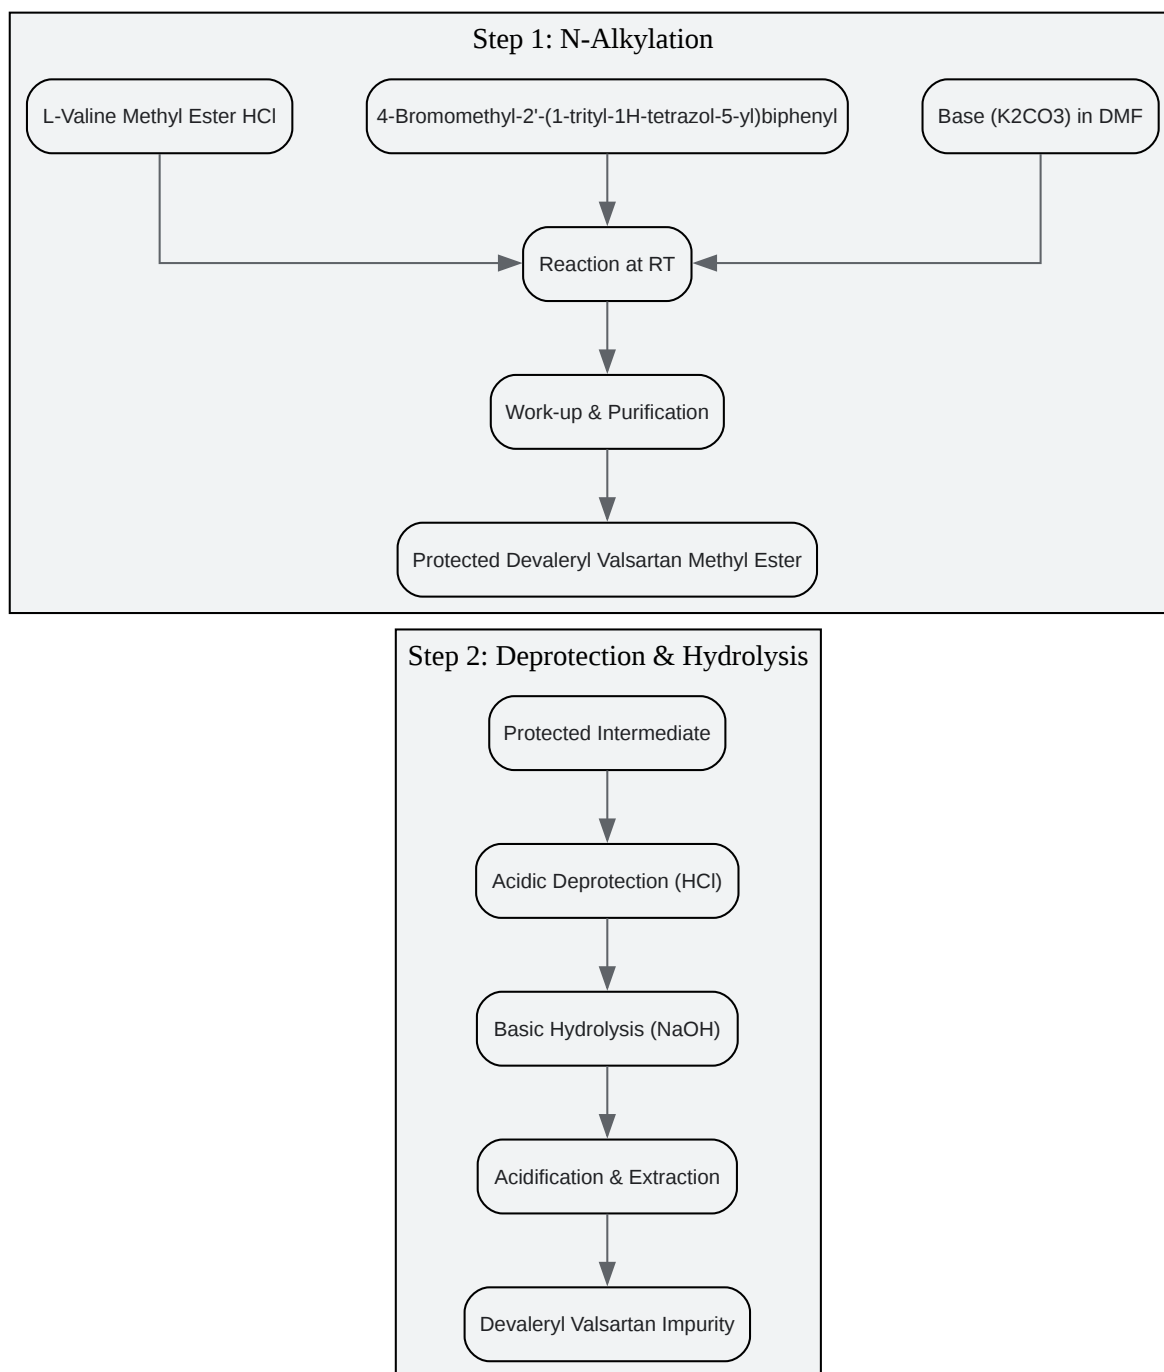 Step 1: N-Alkylation
L-Valine Methyl Ester HCl
4-Bromomethyl-2'-(1-trityl-1H-tetrazol-5-yl)biphenyl
Base (K2CO3) in DMF
Reaction at RT
Work-up & Purification
Protected Devaleryl Valsartan Methyl Ester
Step 2: Deprotection & Hydrolysis
Protected Intermediate
Acidic Deprotection (HCl)
Basic Hydrolysis (NaOH)
Acidification & Extraction
Devaleryl Valsartan Impurity